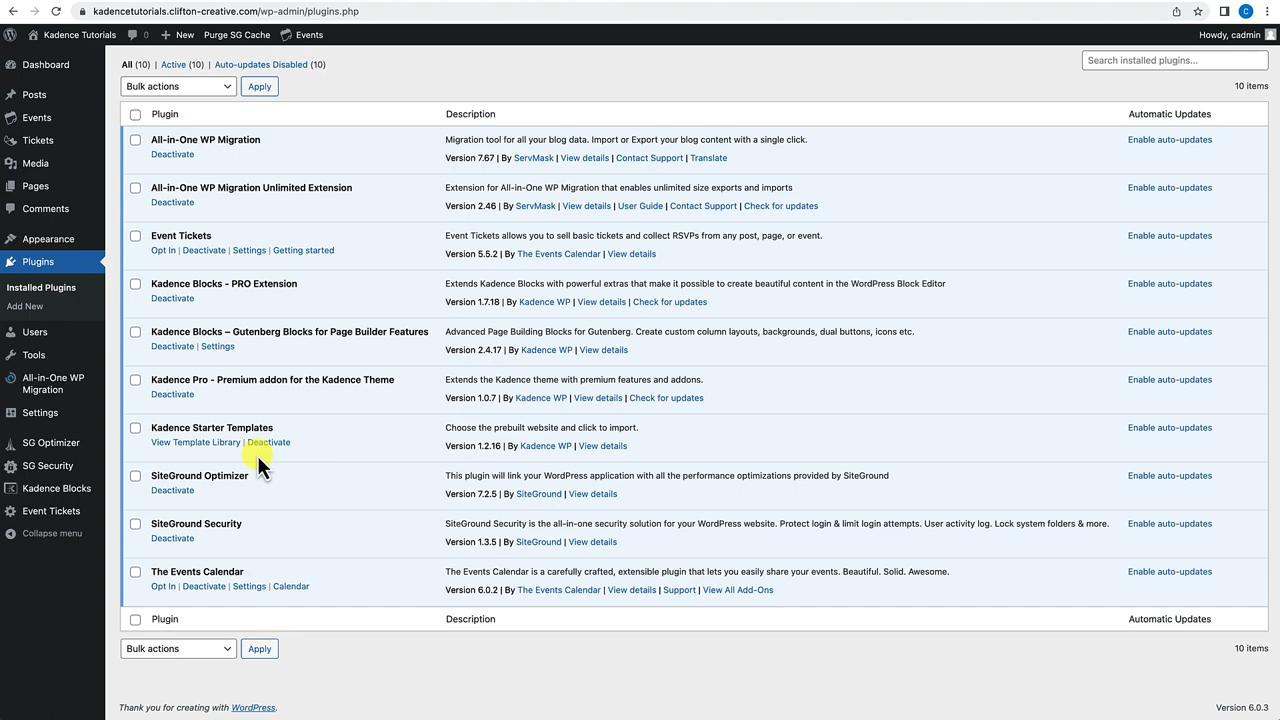 kadencetutorials.clifton-creative.com/wp-admin/plugins.php
C
Kadence Tutorials 0 New Purge SG Cache Events Howdy, cadmin
Dashboard
Posts
Events
Tickets
Media
Pages
Comments
Appearance
Plugins
Installed Plugins
Add New
Users
Tools
All-in-One WP
Migration
Settings
SG Optimizer
SG Security
Kadence Blocks
Event Tickets
Collapse menu
All (10) | Active (10) | Auto-updates Disabled (10)
Search installed plugins...
Bulk actions Apply
10 items
Plugin Description Automatic Updates
All-in-One WP Migration Migration tool for all your blog data. Import or Export your blog content with a single click. Enable auto-updates
Deactivate Version 7.67 | By ServMask | View details | Contact Support | Translate
All-in-One WP Migration Unlimited Extension Extension for All-in-One WP Migration that enables unlimited size exports and imports Enable auto-updates
Deactivate Version 2.46 | By ServMask | View details | User Guide | Contact Support | Check for updates
Event Tickets Event Tickets allows you to sell basic tickets and collect RSVPs from any post, page, or event. Enable auto-updates
Opt In | Deactivate | Settings | Getting started Version 5.5.2 | By The Events Calendar | View details
Kadence Blocks - PRO Extension Extends Kadence Blocks with powerful extras that make it possible to create beautiful content in the WordPress Block Editor Enable auto-updates
Deactivate Version 1.7.18 | By Kadence WP | View details | Check for updates
Kadence Blocks – Gutenberg Blocks for Page Builder Features Advanced Page Building Blocks for Gutenberg. Create custom column layouts, backgrounds, dual buttons, icons etc. Enable auto-updates
Deactivate | Settings Version 2.4.17 | By Kadence WP | View details
Kadence Pro - Premium addon for the Kadence Theme Extends the Kadence theme with premium features and addons. Enable auto-updates
Deactivate Version 1.0.7 | By Kadence WP | View details | Check for updates
Kadence Starter Templates Choose the prebuilt website and click to import. Enable auto-updates
View Template Library | Deactivate Version 1.2.16 | By Kadence WP | View details
SiteGround Optimizer This plugin will link your WordPress application with all the performance optimizations provided by SiteGround Enable auto-updates
Deactivate Version 7.2.5 | By SiteGround | View details
SiteGround Security SiteGround Security is the all-in-one security solution for your WordPress website. Protect login & limit login attempts. User activity log. Lock system folders & more. Enable auto-updates
Deactivate Version 1.3.5 | By SiteGround | View details
The Events Calendar The Events Calendar is a carefully crafted, extensible plugin that lets you easily share your events. Beautiful. Solid. Awesome. Enable auto-updates
Opt In | Deactivate | Settings | Calendar Version 6.0.2 | By The Events Calendar | View details | Support | View All Add-Ons
Plugin Description Automatic Updates
Bulk actions Apply 10 items
Thank you for creating with WordPress. Version 6.0.3